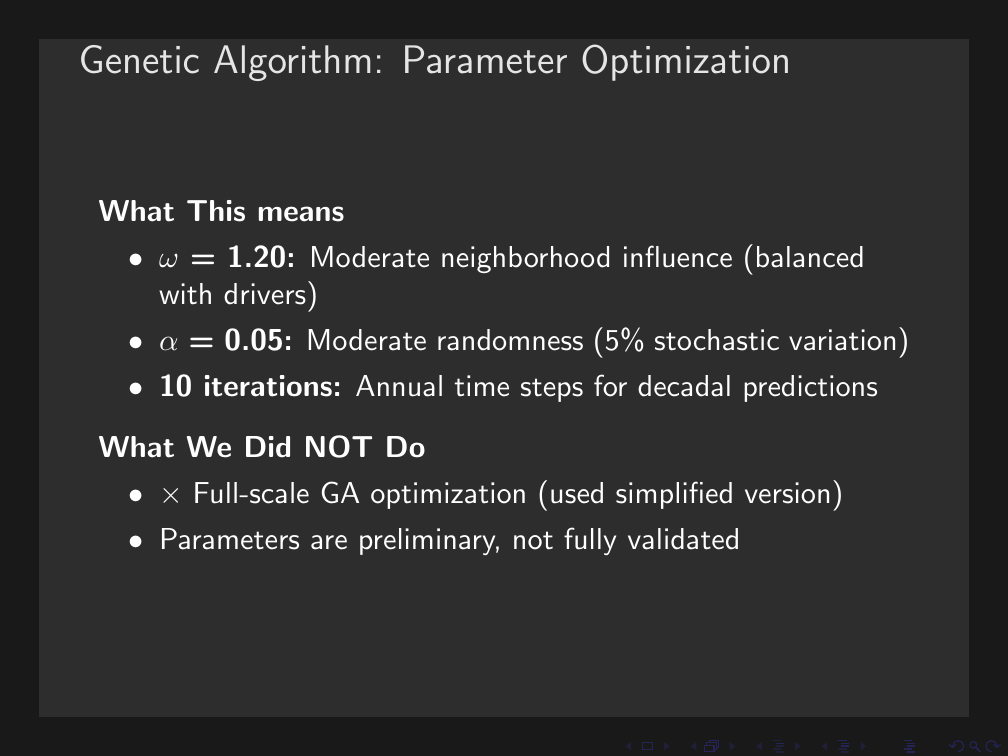 Genetic Algorithm: Parameter Optimization
What This means
• ω = 1.20: Moderate neighborhood influence (balanced
with drivers)
• α = 0.05: Moderate randomness (5% stochastic variation)
• 10 iterations: Annual time steps for decadal predictions
What We Did NOT Do
• × Full-scale GA optimization (used simplified version)
• Parameters are preliminary, not fully validated